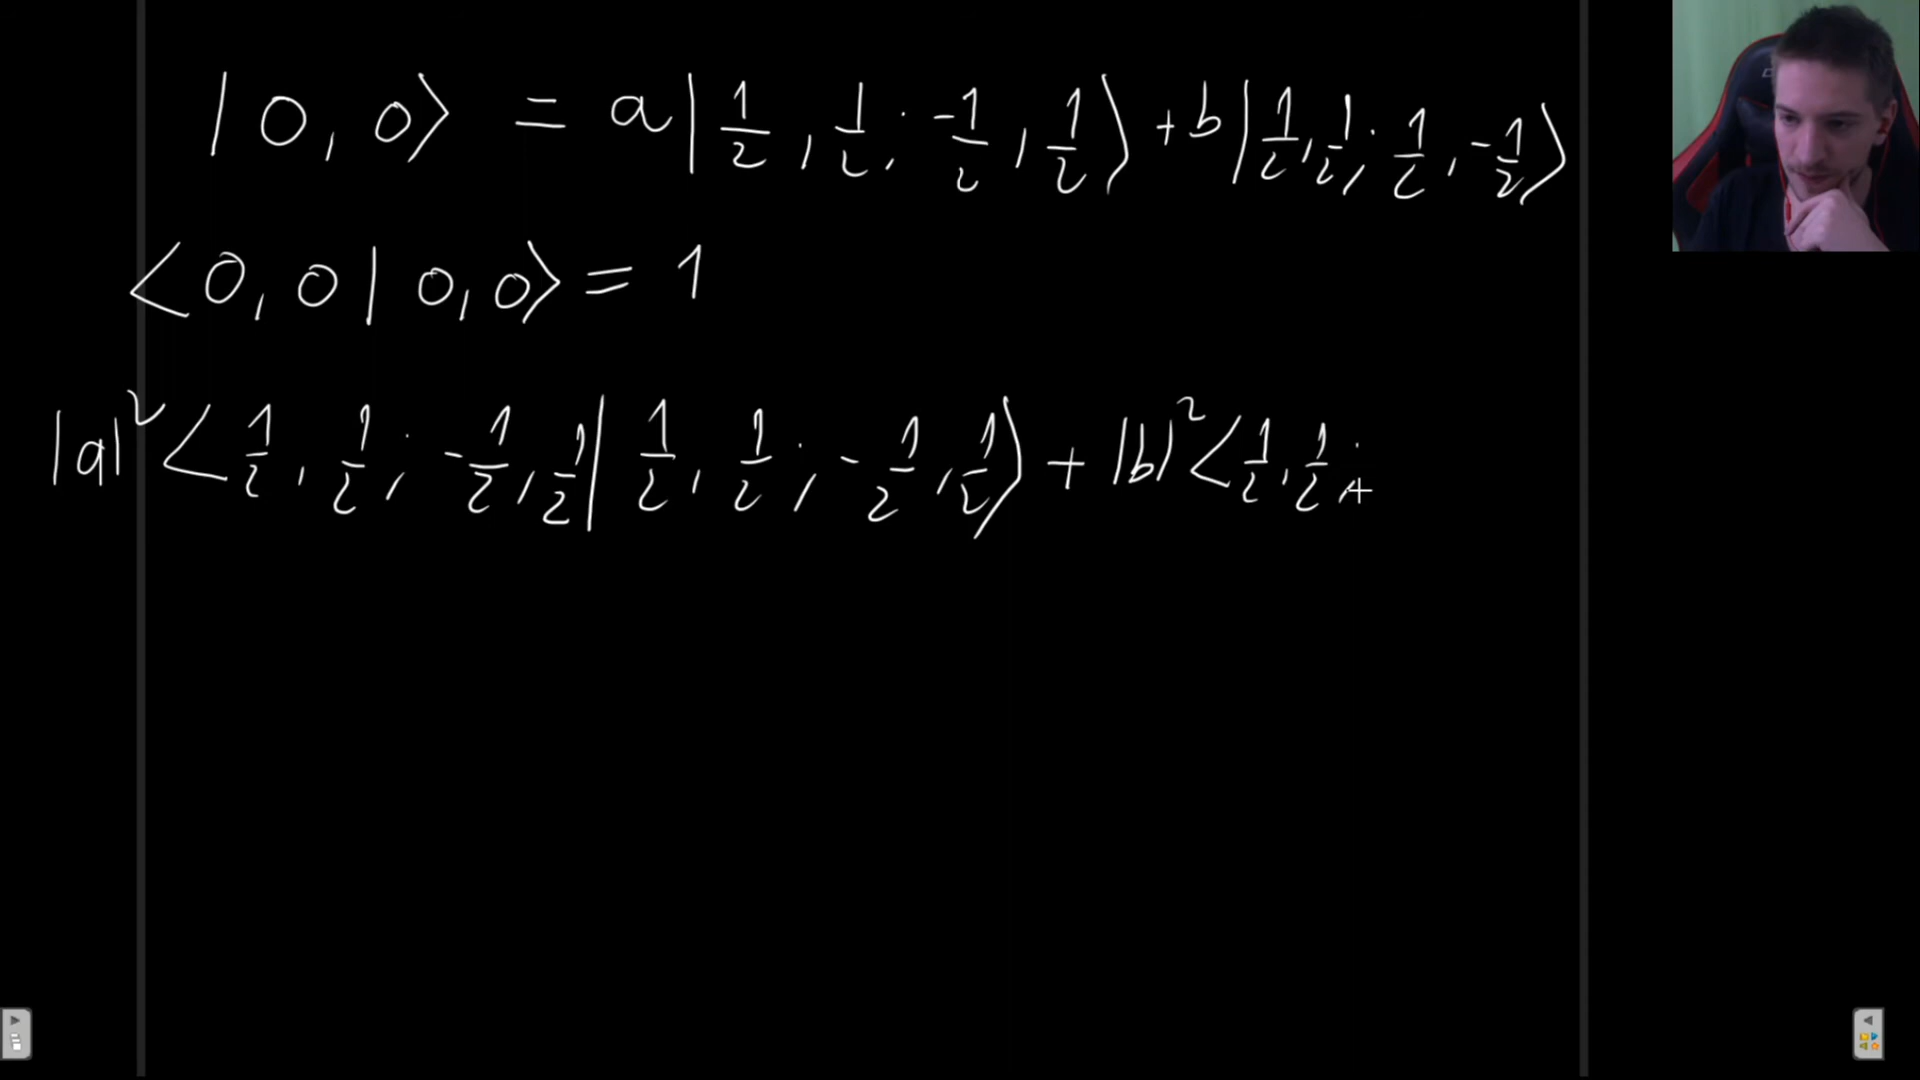 |0, 0⟩ = a|1/2, 1/2; -1/2, 1/2⟩ + b|1/2, 1/2; 1/2, -1/2⟩
⟨0, 0|0, 0⟩ = 1
|a|² ⟨1/2, 1/2; -1/2, 1/2|1/2, 1/2; -1/2, 1/2⟩ + |b|² ⟨1/2, 1/2;